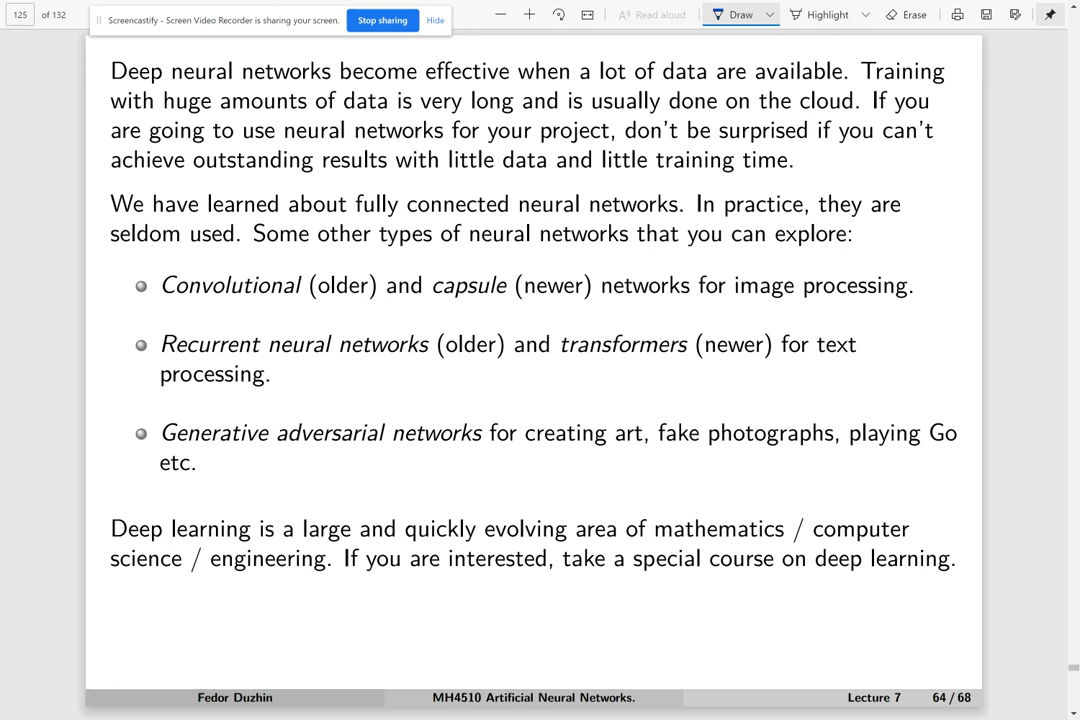 125 of 132
Screencastify - Screen Video Recorder is sharing your screen. Stop sharing Hide
Read aloud Draw Highlight Erase
Deep neural networks become effective when a lot of data are available. Training
with huge amounts of data is very long and is usually done on the cloud. If you
are going to use neural networks for your project, don't be surprised if you can't
achieve outstanding results with little data and little training time.
We have learned about fully connected neural networks. In practice, they are
seldom used. Some other types of neural networks that you can explore:
Convolutional (older) and capsule (newer) networks for image processing.
Recurrent neural networks (older) and transformers (newer) for text
processing.
Generative adversarial networks for creating art, fake photographs, playing Go
etc.
Deep learning is a large and quickly evolving area of mathematics / computer
science / engineering. If you are interested, take a special course on deep learning.
Fedor Duzhin MH4510 Artificial Neural Networks. Lecture 7 64 / 68